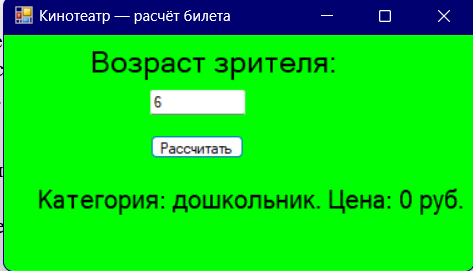 Кинотеатр — расчёт билета
Возраст зрителя:
6
Рассчитать
Категория: дошкольник. Цена: 0 руб.